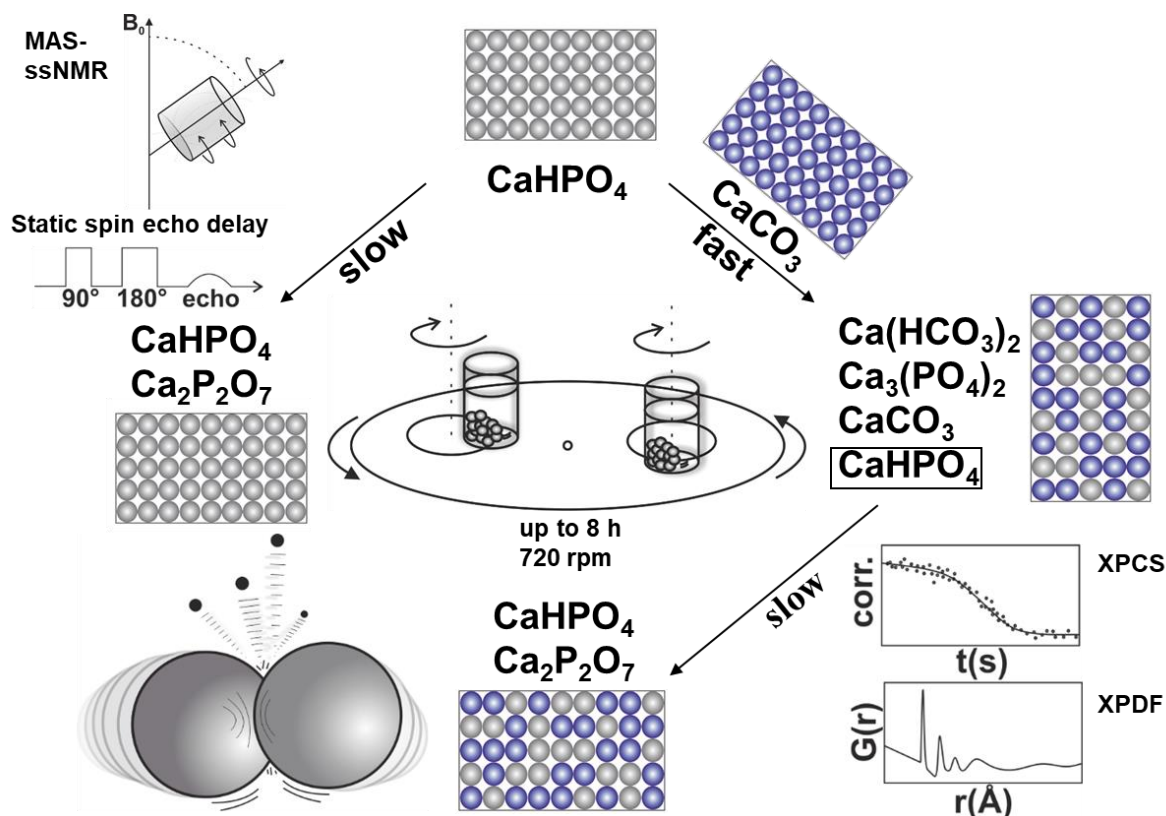 MAS-
ssNMR
B₀
Static spin echo delay
90° 180° echo
CaHPO₄
CaCO₃
slow
fast
CaHPO₄
Ca₂P₂O₇
Ca(HCO₃)₂
Ca₃(PO₄)₂
CaCO₃
CaHPO₄
up to 8 h
720 rpm
slow
CaHPO₄
Ca₂P₂O₇
corr.
t(s)
XPCS
G(r)
r(Å)
XPDF